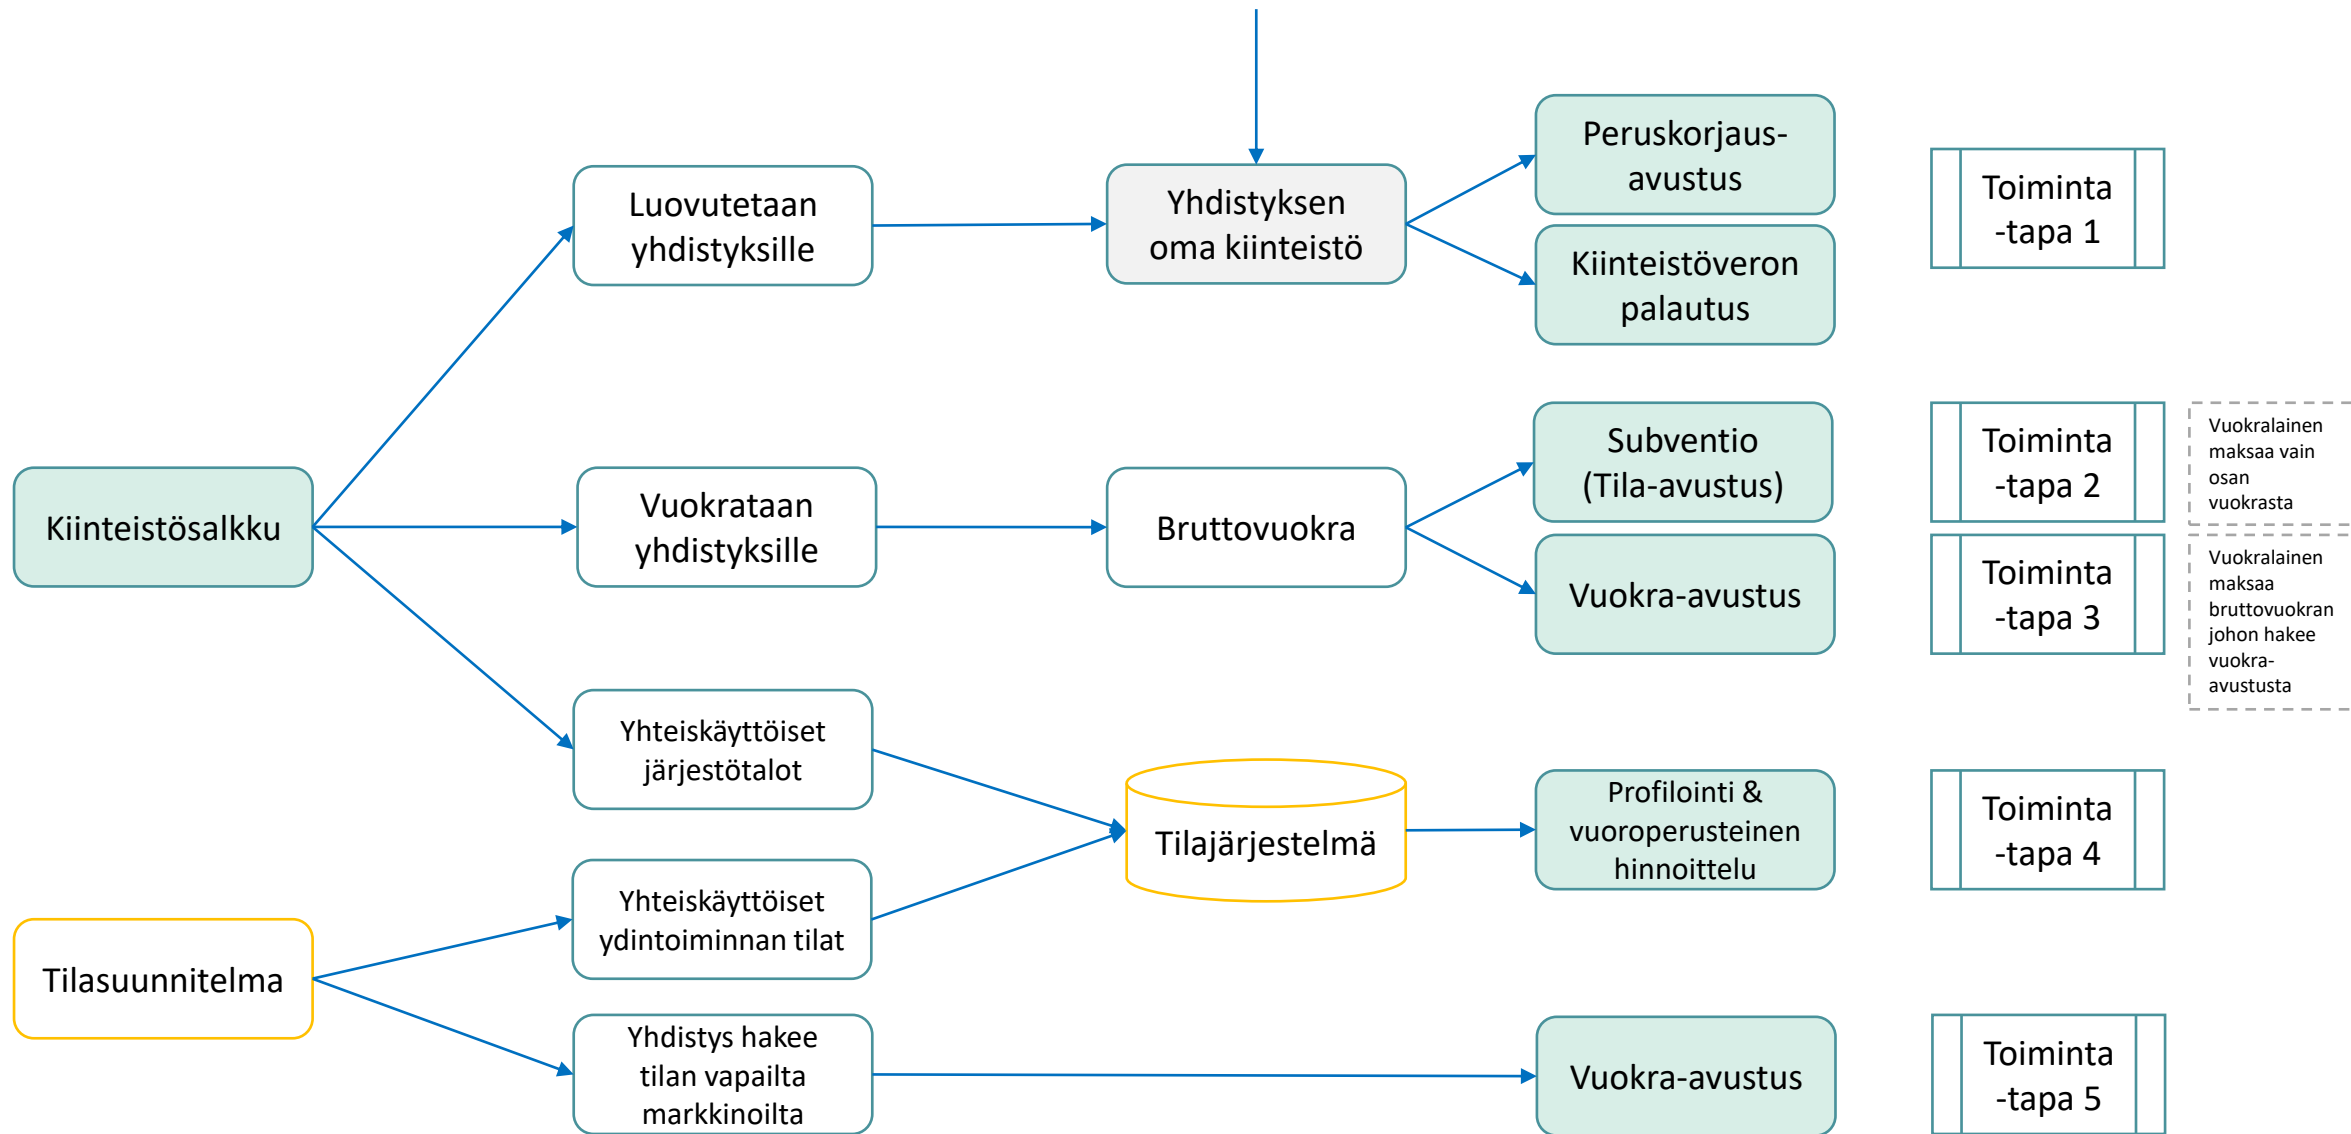 Peruskorjaus-
avustus
Luovutetaan
yhdistyksille
Yhdistyksen
oma kiinteistö
Kiinteistöveron
palautus
Toiminta
-tapa 1
Kiinteistösalkku
Vuokrataan
yhdistyksille
Bruttovuokra
Subventio
(Tila-avustus)
Toiminta
-tapa 2
Vuokralainen
maksaa vain
osan
vuokrasta
Vuokra-avustus
Toiminta
-tapa 3
Vuokralainen
maksaa
bruttovuokran
johon hakee
vuokra-
avustusta
Yhteiskäyttöiset
järjestötalot
Tilajärjestelmä
Profilointi &
vuoroperusteinen
hinnoittelu
Toiminta
-tapa 4
Tilasuunnitelma
Yhteiskäyttöiset
ydintoiminnan tilat
Yhdistys hakee
tilan vapailta
markkinoilta
Vuokra-avustus
Toiminta
-tapa 5